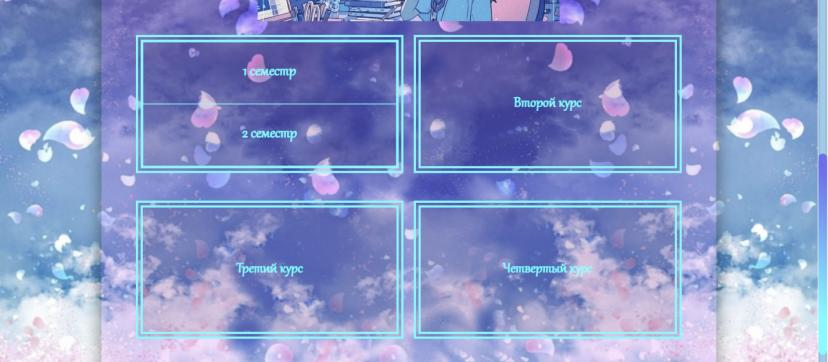 1 семестр
Второй курс
2 семестр
Третий курс
Четвертый курс